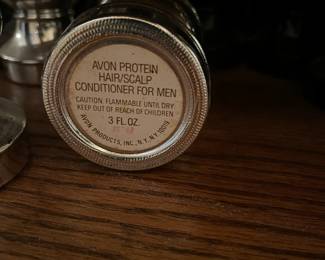 AVON PROTEIN
HAIR/SCALP
CONDITIONER FOR MEN
CAUTION FLAMMABLE UNTIL DRY
KEEP OUT OF REACH OF CHILDREN
3 FL. OZ.
AVON PRODUCTS, INC., N.Y., N.Y. 10019